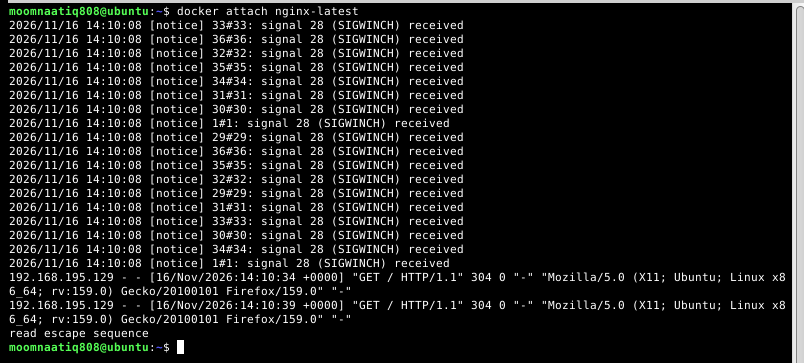 moomnaatiq808@ubuntu:~$ docker attach nginx-latest
2026/11/16 14:10:08 [notice] 33#33: signal 28 (SIGWINCH) received
2026/11/16 14:10:08 [notice] 36#36: signal 28 (SIGWINCH) received
2026/11/16 14:10:08 [notice] 32#32: signal 28 (SIGWINCH) received
2026/11/16 14:10:08 [notice] 35#35: signal 28 (SIGWINCH) received
2026/11/16 14:10:08 [notice] 34#34: signal 28 (SIGWINCH) received
2026/11/16 14:10:08 [notice] 31#31: signal 28 (SIGWINCH) received
2026/11/16 14:10:08 [notice] 30#30: signal 28 (SIGWINCH) received
2026/11/16 14:10:08 [notice] 1#1: signal 28 (SIGWINCH) received
2026/11/16 14:10:08 [notice] 29#29: signal 28 (SIGWINCH) received
2026/11/16 14:10:08 [notice] 36#36: signal 28 (SIGWINCH) received
2026/11/16 14:10:08 [notice] 35#35: signal 28 (SIGWINCH) received
2026/11/16 14:10:08 [notice] 32#32: signal 28 (SIGWINCH) received
2026/11/16 14:10:08 [notice] 29#29: signal 28 (SIGWINCH) received
2026/11/16 14:10:08 [notice] 31#31: signal 28 (SIGWINCH) received
2026/11/16 14:10:08 [notice] 33#33: signal 28 (SIGWINCH) received
2026/11/16 14:10:08 [notice] 30#30: signal 28 (SIGWINCH) received
2026/11/16 14:10:08 [notice] 34#34: signal 28 (SIGWINCH) received
2026/11/16 14:10:08 [notice] 1#1: signal 28 (SIGWINCH) received
192.168.195.129 - - [16/Nov/2026:14:10:34 +0000] "GET / HTTP/1.1" 304 0 "-" "Mozilla/5.0 (X11; Ubuntu; Linux x8
6_64; rv:159.0) Gecko/20100101 Firefox/159.0" "-"
192.168.195.129 - - [16/Nov/2026:14:10:39 +0000] "GET / HTTP/1.1" 304 0 "-" "Mozilla/5.0 (X11; Ubuntu; Linux x8
6_64; rv:159.0) Gecko/20100101 Firefox/159.0" "-"
read escape sequence
moomnaatiq808@ubuntu:~$